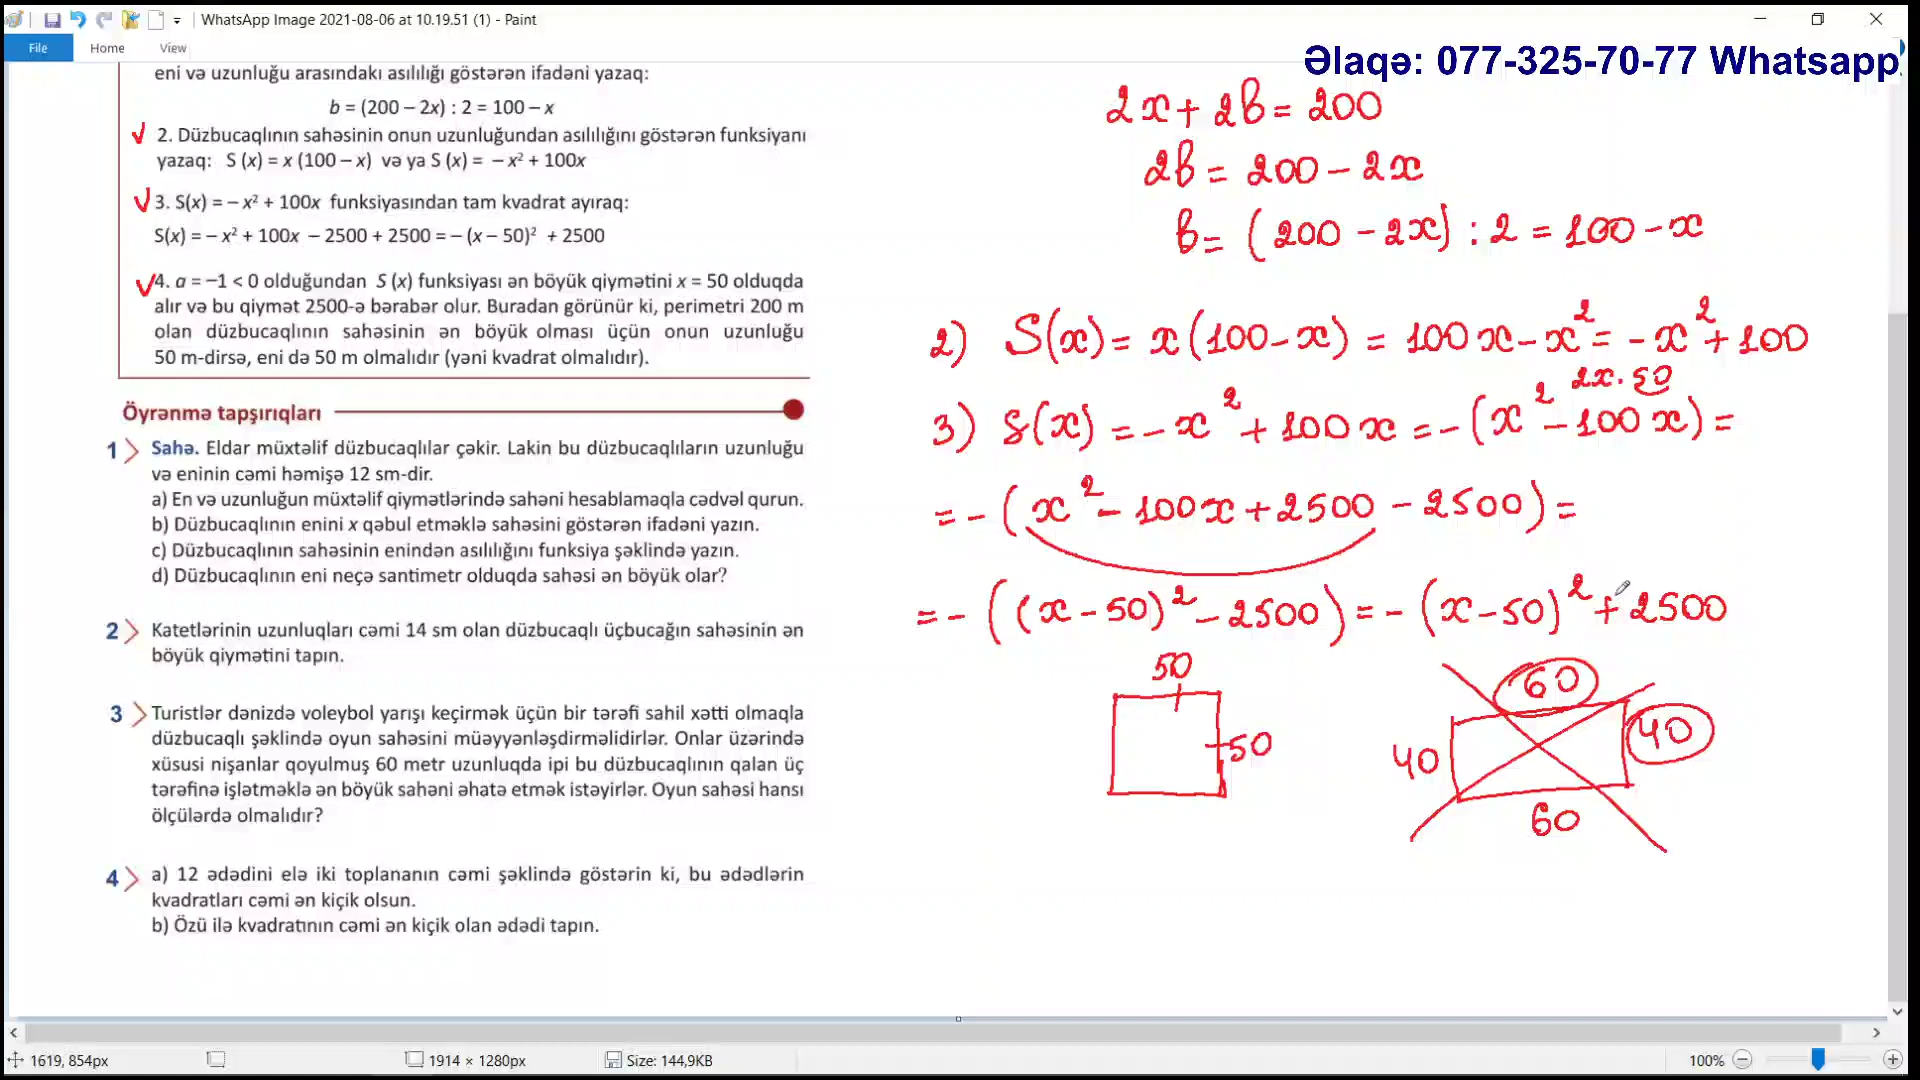 WhatsApp Image 2021-08-06 at 10.19.51 (1) - Paint
File Home View
Əlaqə: 077-325-70-77 Whatsapp
eni və uzunluğu arasındakı asılılığı göstərən ifadəni yazaq:
b = (200 – 2x) : 2 = 100 – x
2. Düzbucaqlının sahəsinin onun uzunluğundan asılılığını göstərən funksiyanı
yazaq: S (x) = x (100 – x) və ya S (x) = – x² + 100x
3. S(x) = – x² + 100x funksiyasından tam kvadrat ayıraq:
S(x) = – x² + 100x – 2500 + 2500 = – (x – 50)² + 2500
4. a = –1 < 0 olduğundan S (x) funksiyası ən böyük qiymətini x = 50 olduqda
alır və bu qiymət 2500-ə bərabər olur. Buradan görünür ki, perimetri 200 m
olan düzbucaqlının sahəsinin ən böyük olması üçün onun uzunluğu
50 m-dirsə, eni də 50 m olmalıdır (yəni kvadrat olmalıdır).
Öyrənmə tapşırıqları
1 Sahə. Eldar müxtəlif düzbucaqlılar çəkir. Lakin bu düzbucaqlıların uzunluğu
və eninin cəmi həmişə 12 sm-dir.
a) En və uzunluğun müxtəlif qiymətlərində sahəni hesablamaqla cədvəl qurun.
b) Düzbucaqlının enini x qəbul etməklə sahəsini göstərən ifadəni yazın.
c) Düzbucaqlının sahəsinin enindən asılılığını funksiya şəklində yazın.
d) Düzbucaqlının eni neçə santimetr olduqda sahəsi ən böyük olar?
2 Katetlərinin uzunluqları cəmi 14 sm olan düzbucaqlı üçbucağın sahəsinin ən
böyük qiymətini tapın.
3 Turistlər dənizdə voleybol yarışı keçirmək üçün bir tərəfi sahil xətti olmaqla
düzbucaqlı şəklində oyun sahəsini müəyyənləşdirməlidirlər. Onlar üzərində
xüsusi nişanlar qoyulmuş 60 metr uzunluqda ipi bu düzbucaqlının qalan üç
tərəfinə işlətməklə ən böyük sahəni əhatə etmək istəyirlər. Oyun sahəsi hansı
ölçülərdə olmalıdır?
4 a) 12 ədədini elə iki toplananın cəmi şəklində göstərin ki, bu ədədlərin
kvadratları cəmi ən kiçik olsun.
b) Özü ilə kvadratının cəmi ən kiçik olan ədədi tapın.
2x + 2b = 200
2b = 200 – 2x
b = (200 – 2x) : 2 = 100 – x
2) S(x) = x(100 – x) = 100x – x² = – x² + 100
2x · 50
3) S(x) = – x² + 100x = – (x² – 100x) =
= – (x² – 100x + 2500 – 2500) =
= – ((x – 50)² – 2500) = – (x – 50)² + 2500
50
50
60
40
40
60
1619, 854px 1914 × 1280px Size: 144,9KB 100%